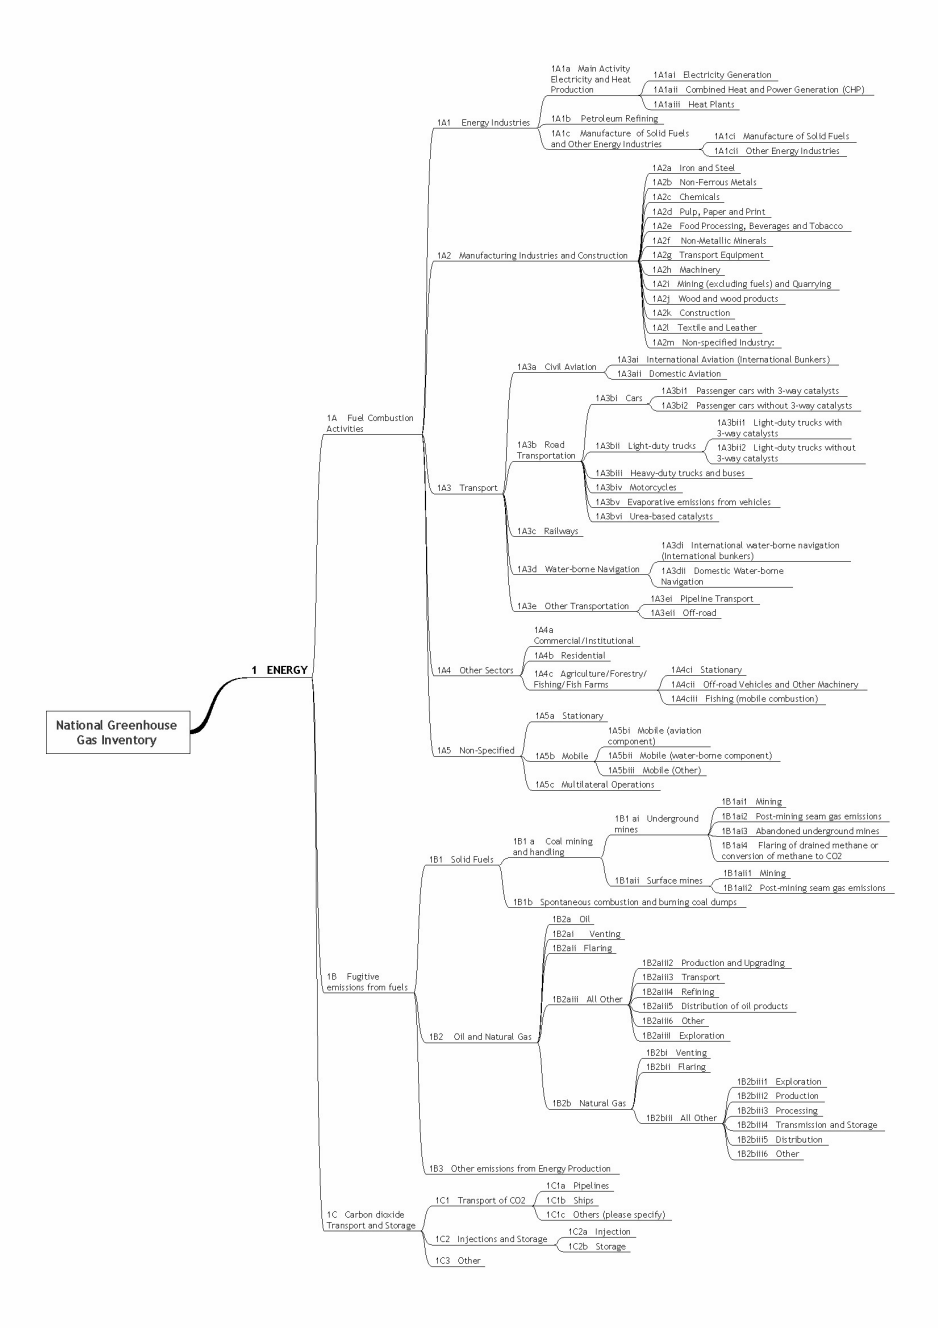 National Greenhouse
Gas Inventory
1 ENERGY
1A Fuel Combustion
Activities
1A1 Energy Industries
1A1a Main Activity
Electricity and Heat
Production
1A1ai Electricity Generation
1A1aii Combined Heat and Power Generation (CHP)
1A1aiii Heat Plants
1A1b Petroleum Refining
1A1c Manufacture of Solid Fuels
and Other Energy Industries
1A1ci Manufacture of Solid Fuels
1A1cii Other Energy Industries
1A2 Manufacturing Industries and Construction
1A2a Iron and Steel
1A2b Non-Ferrous Metals
1A2c Chemicals
1A2d Pulp, Paper and Print
1A2e Food Processing, Beverages and Tobacco
1A2f Non-Metallic Minerals
1A2g Transport Equipment
1A2h Machinery
1A2i Mining (excluding fuels) and Quarrying
1A2j Wood and wood products
1A2k Construction
1A2l Textile and Leather
1A2m Non-specified Industry:
1A3 Transport
1A3a Civil Aviation
1A3ai International Aviation (International Bunkers)
1A3aii Domestic Aviation
1A3b Road
Transportation
1A3bi Cars
1A3bi1 Passenger cars with 3-way catalysts
1A3bi2 Passenger cars without 3-way catalysts
1A3bii Light-duty trucks
1A3bii1 Light-duty trucks with
3-way catalysts
1A3bii2 Light-duty trucks without
3-way catalysts
1A3biii Heavy-duty trucks and buses
1A3biv Motorcycles
1A3bv Evaporative emissions from vehicles
1A3bvi Urea-based catalysts
1A3c Railways
1A3d Water-borne Navigation
1A3di International water-borne navigation
(International bunkers)
1A3dii Domestic Water-borne
Navigation
1A3e Other Transportation
1A3ei Pipeline Transport
1A3eii Off-road
1A4 Other Sectors
1A4a
Commercial/Institutional
1A4b Residential
1A4c Agriculture/Forestry/
Fishing/Fish Farms
1A4ci Stationary
1A4cii Off-road Vehicles and Other Machinery
1A4ciii Fishing (mobile combustion)
1A5 Non-Specified
1A5a Stationary
1A5b Mobile
1A5bi Mobile (aviation
component)
1A5bii Mobile (water-borne component)
1A5biii Mobile (Other)
1A5c Multilateral Operations
1B Fugitive
emissions from fuels
1B1 Solid Fuels
1B1 a Coal mining
and handling
1B1 ai Underground
mines
1B1ai1 Mining
1B1ai2 Post-mining seam gas emissions
1B1ai3 Abandoned underground mines
1B1ai4 Flaring of drained methane or
conversion of methane to CO2
1B1aii Surface mines
1B1aii1 Mining
1B1aii2 Post-mining seam gas emissions
1B1b Spontaneous combustion and burning coal dumps
1B2 Oil and Natural Gas
1B2a Oil
1B2ai Venting
1B2aii Flaring
1B2aiii All Other
1B2aiii2 Production and Upgrading
1B2aiii3 Transport
1B2aiii4 Refining
1B2aiii5 Distribution of oil products
1B2aiii6 Other
1B2aiiii Exploration
1B2b Natural Gas
1B2bi Venting
1B2bii Flaring
1B2biii All Other
1B2biii1 Exploration
1B2biii2 Production
1B2biii3 Processing
1B2biii4 Transmission and Storage
1B2biii5 Distribution
1B2biii6 Other
1B3 Other emissions from Energy Production
1C Carbon dioxide
Transport and Storage
1C1 Transport of CO2
1C1a Pipelines
1C1b Ships
1C1c Others (please specify)
1C2 Injections and Storage
1C2a Injection
1C2b Storage
1C3 Other